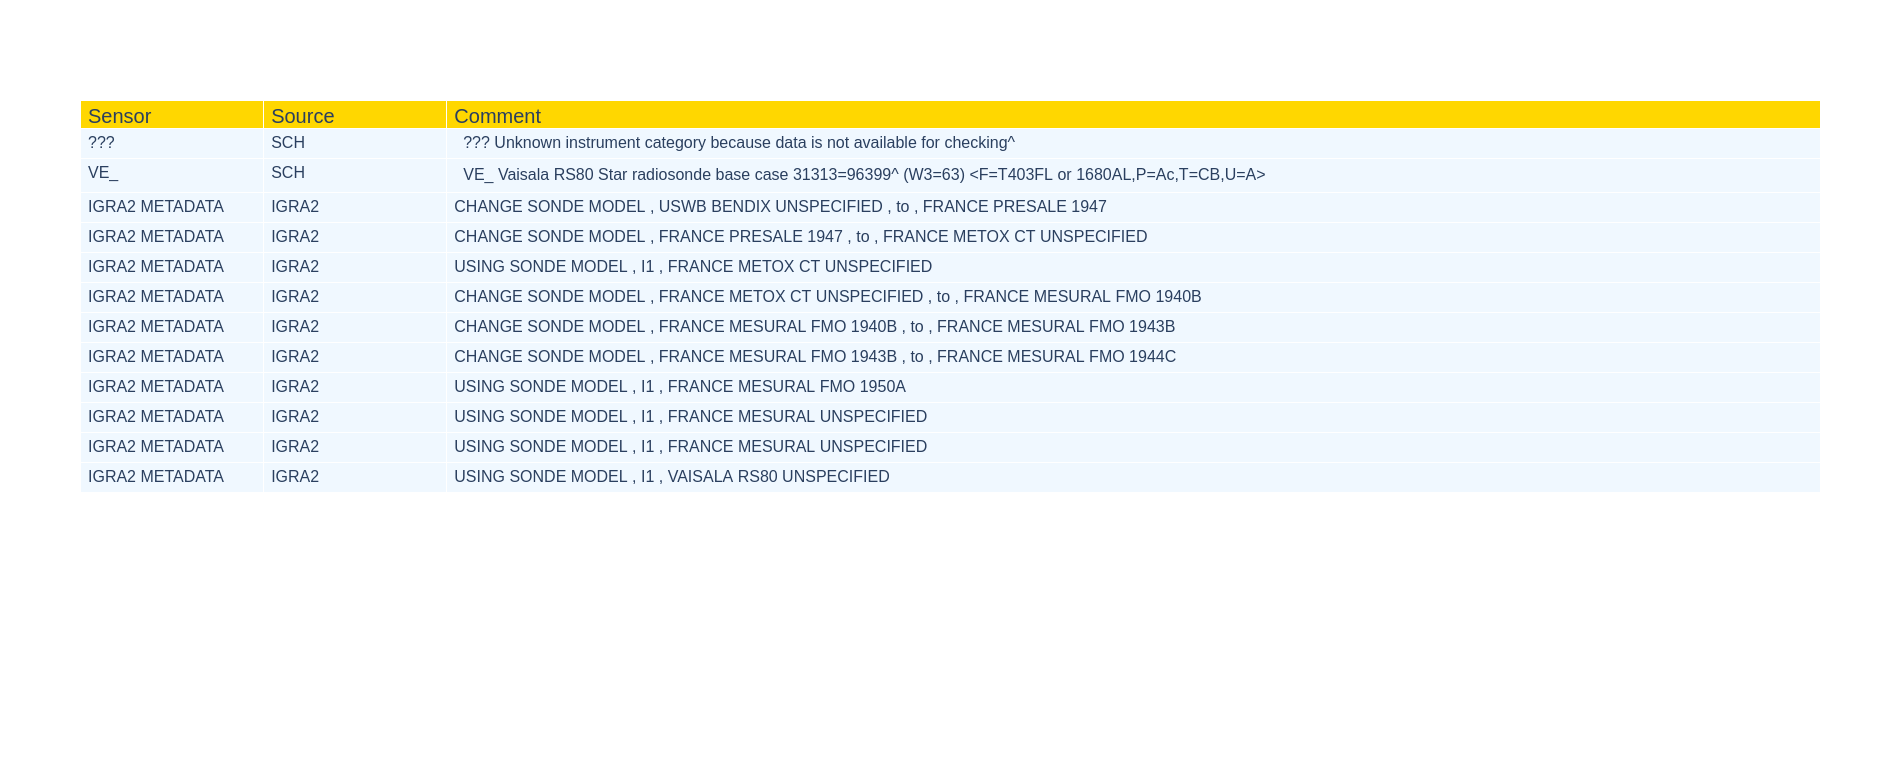 Sensor Source Comment
??? SCH ??? Unknown instrument category because data is not available for checking^
VE_ SCH VE_ Vaisala RS80 Star radiosonde base case 31313=96399^ (W3=63) <F=T403FL or 1680AL,P=Ac,T=CB,U=A>
IGRA2 METADATA IGRA2 CHANGE SONDE MODEL , USWB BENDIX UNSPECIFIED , to , FRANCE PRESALE 1947
IGRA2 METADATA IGRA2 CHANGE SONDE MODEL , FRANCE PRESALE 1947 , to , FRANCE METOX CT UNSPECIFIED
IGRA2 METADATA IGRA2 USING SONDE MODEL , I1 , FRANCE METOX CT UNSPECIFIED
IGRA2 METADATA IGRA2 CHANGE SONDE MODEL , FRANCE METOX CT UNSPECIFIED , to , FRANCE MESURAL FMO 1940B
IGRA2 METADATA IGRA2 CHANGE SONDE MODEL , FRANCE MESURAL FMO 1940B , to , FRANCE MESURAL FMO 1943B
IGRA2 METADATA IGRA2 CHANGE SONDE MODEL , FRANCE MESURAL FMO 1943B , to , FRANCE MESURAL FMO 1944C
IGRA2 METADATA IGRA2 USING SONDE MODEL , I1 , FRANCE MESURAL FMO 1950A
IGRA2 METADATA IGRA2 USING SONDE MODEL , I1 , FRANCE MESURAL UNSPECIFIED
IGRA2 METADATA IGRA2 USING SONDE MODEL , I1 , FRANCE MESURAL UNSPECIFIED
IGRA2 METADATA IGRA2 USING SONDE MODEL , I1 , VAISALA RS80 UNSPECIFIED